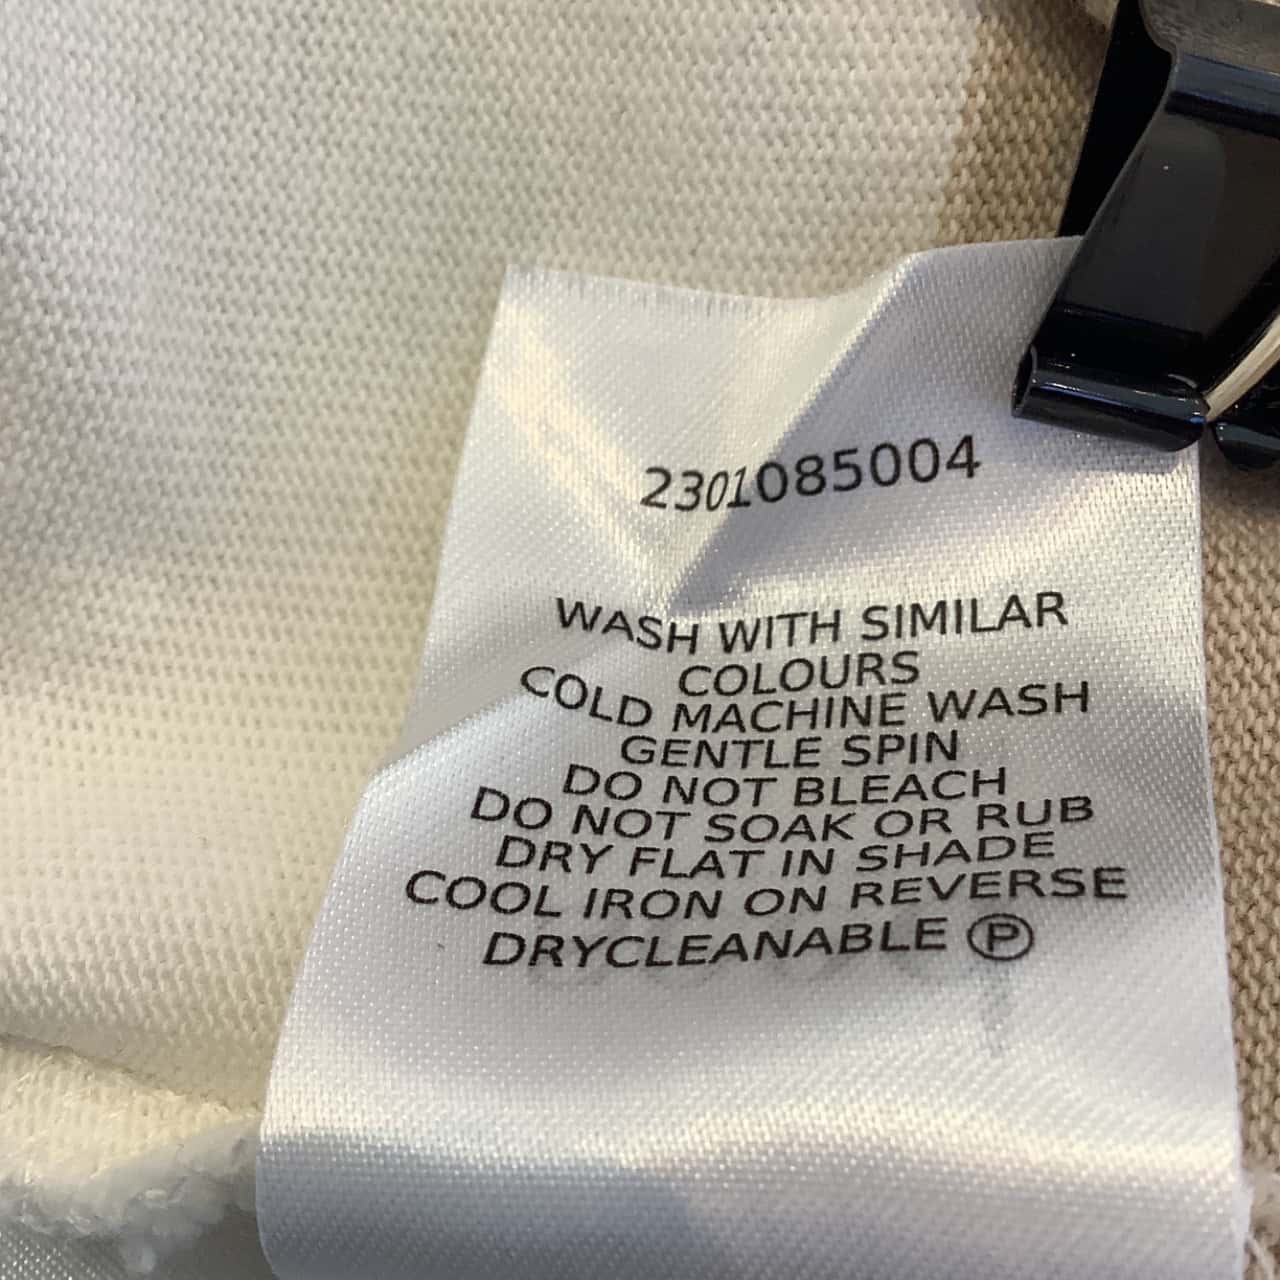 2301085004
WASH WITH SIMILAR
COLOURS
COLD MACHINE WASH
GENTLE SPIN
DO NOT BLEACH
DO NOT SOAK OR RUB
DRY FLAT IN SHADE
COOL IRON ON REVERSE
DRYCLEANABLE Ⓟ